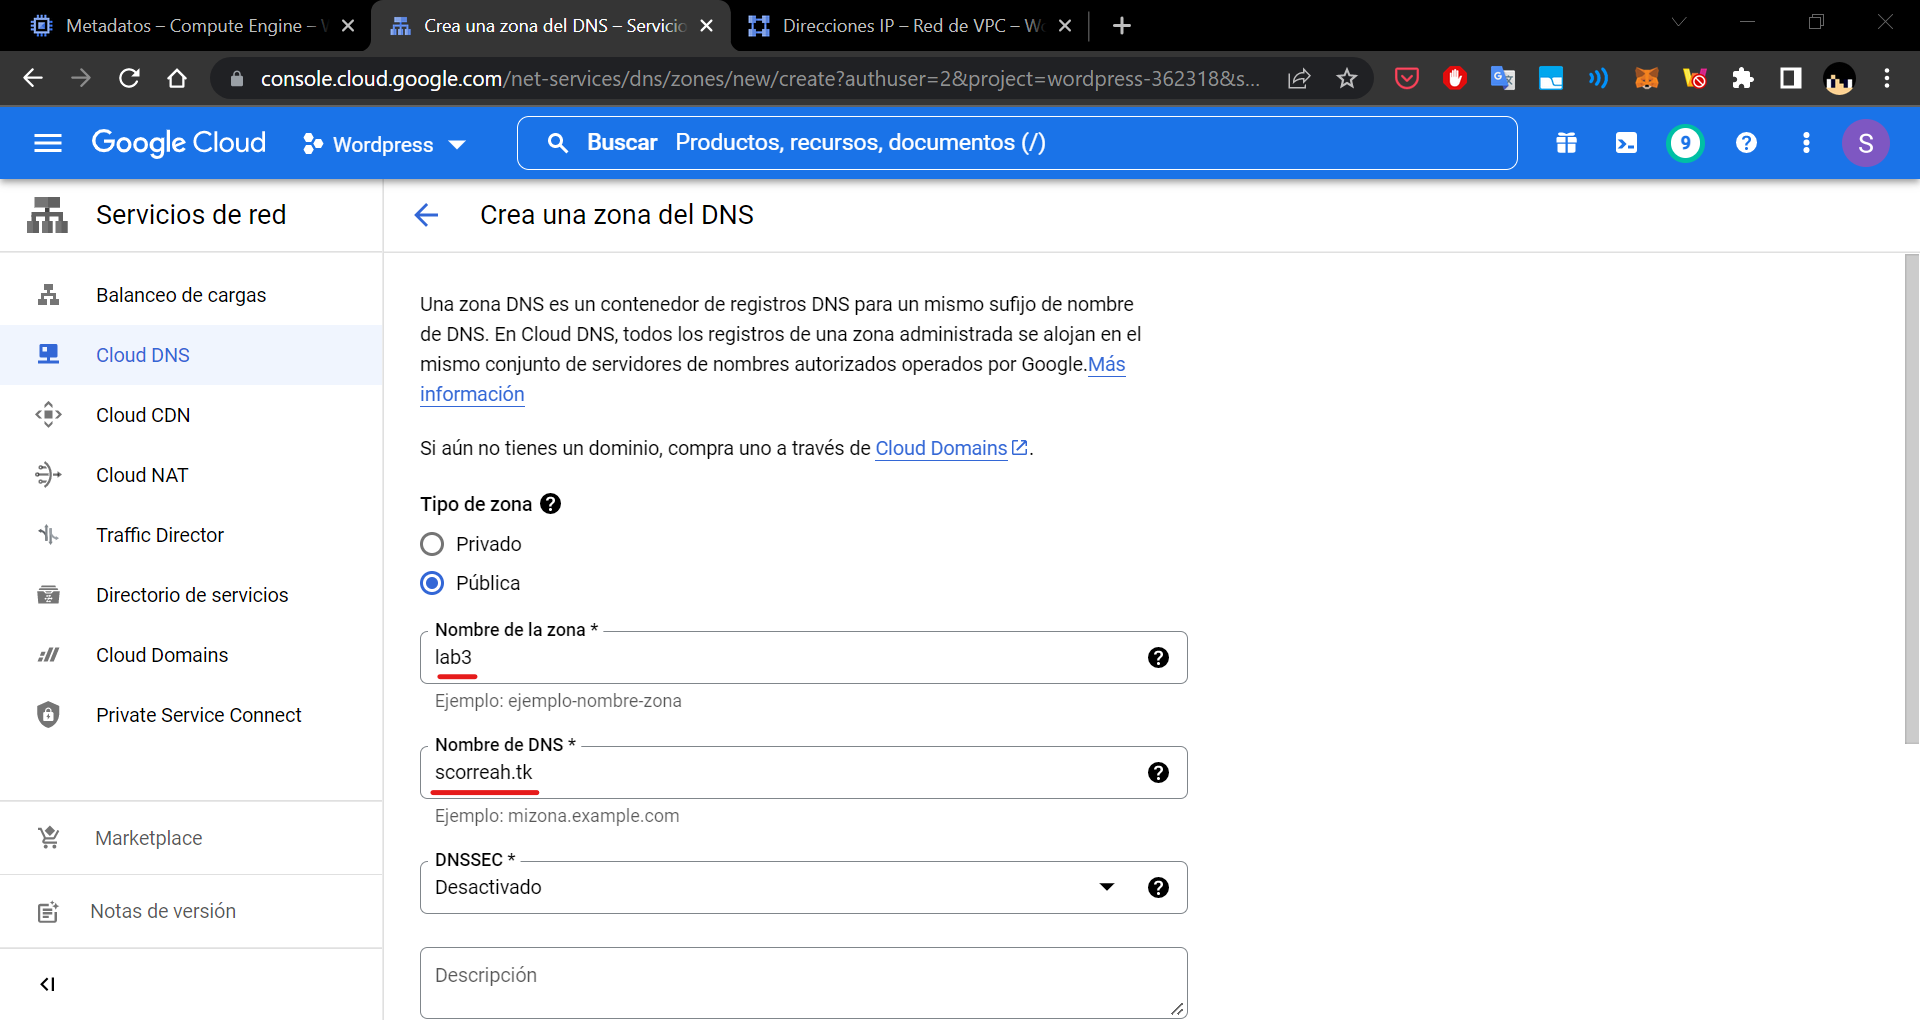 Metadatos – Compute Engine –
Crea una zona del DNS – Servicio
Direcciones IP – Red de VPC – Wo
console.cloud.google.com/net-services/dns/zones/new/create?authuser=2&project=wordpress-362318&s...
Google Cloud
Wordpress
Buscar Productos, recursos, documentos (/)
9
S
Servicios de red
Crea una zona del DNS
Balanceo de cargas
Cloud DNS
Cloud CDN
Cloud NAT
Traffic Director
Directorio de servicios
Cloud Domains
Private Service Connect
Marketplace
Notas de versión
Una zona DNS es un contenedor de registros DNS para un mismo sufijo de nombre
de DNS. En Cloud DNS, todos los registros de una zona administrada se alojan en el
mismo conjunto de servidores de nombres autorizados operados por Google.Más
información
Si aún no tienes un dominio, compra uno a través de Cloud Domains.
Tipo de zona
Privado
Pública
Nombre de la zona *
lab3
Ejemplo: ejemplo-nombre-zona
Nombre de DNS *
scorreah.tk
Ejemplo: mizona.example.com
DNSSEC *
Desactivado
Descripción